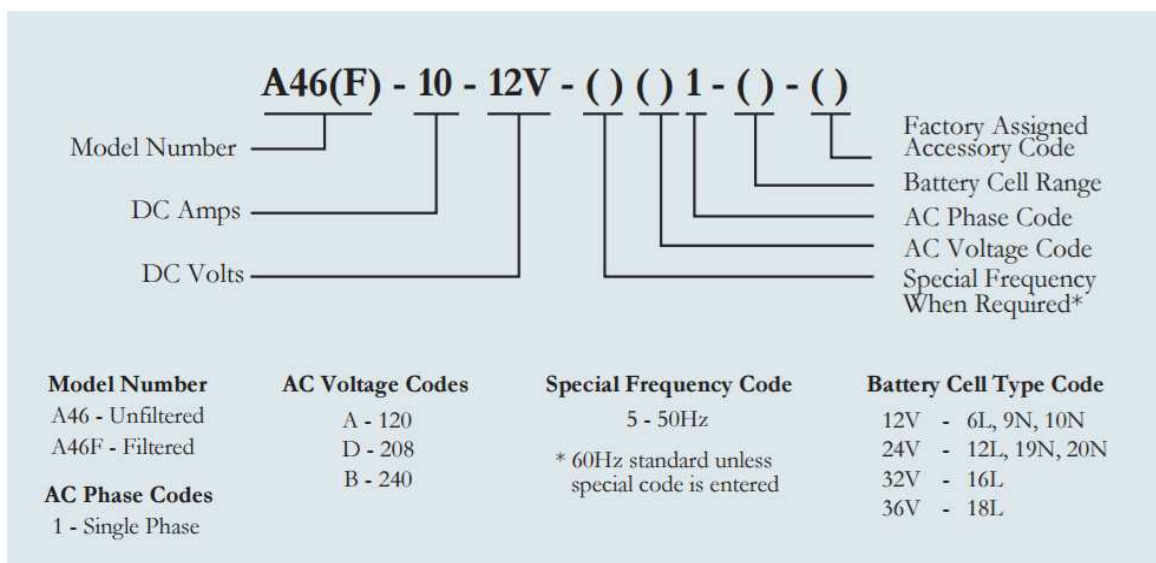 A46(F) - 10 - 12V - ( ) ( ) 1 - ( ) - ( )
Model Number
DC Amps
DC Volts
Factory Assigned
Accessory Code
Battery Cell Range
AC Phase Code
AC Voltage Code
Special Frequency
When Required*
Model Number
A46 - Unfiltered
A46F - Filtered
AC Phase Codes
1 - Single Phase
AC Voltage Codes
A - 120
D - 208
B - 240
Special Frequency Code
5 - 50Hz
* 60Hz standard unless
special code is entered
Battery Cell Type Code
12V - 6L, 9N, 10N
24V - 12L, 19N, 20N
32V - 16L
36V - 18L